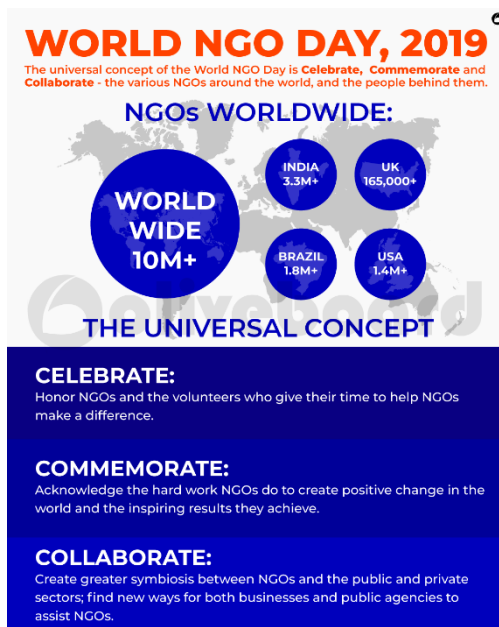 WORLD NGO DAY, 2019
The universal concept of the World NGO Day is Celebrate, Commemorate and
Collaborate - the various NGOs around the world, and the people behind them.
NGOs WORLDWIDE:
WORLD
WIDE
10M+
INDIA
3.3M+
UK
165,000+
BRAZIL
1.8M+
USA
1.4M+
oliveboard
THE UNIVERSAL CONCEPT
CELEBRATE:
Honor NGOs and the volunteers who give their time to help NGOs
make a difference.
COMMEMORATE:
Acknowledge the hard work NGOs do to create positive change in the
world and the inspiring results they achieve.
COLLABORATE:
Create greater symbiosis between NGOs and the public and private
sectors; find new ways for both businesses and public agencies to
assist NGOs.